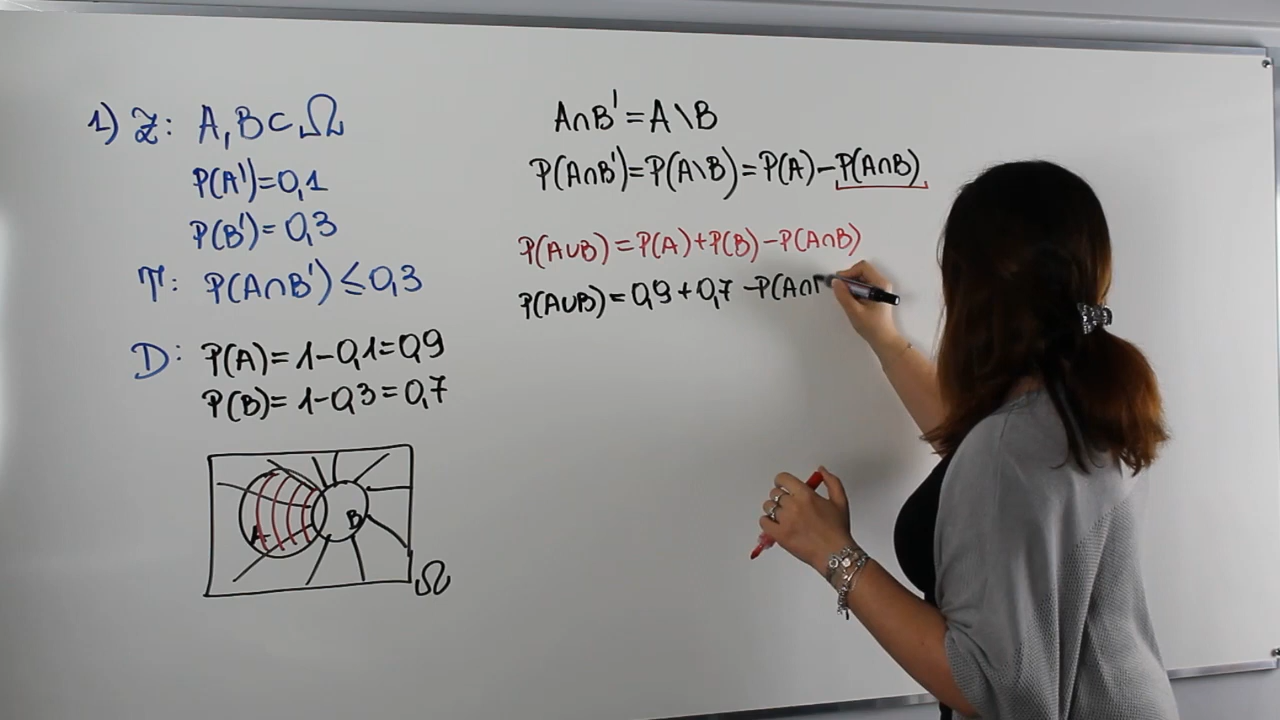 1) Z: A, B ⊂ Ω
P(A')=0,1
P(B')=0,3
T: P(A∩B') ≤ 0,3
D: P(A)= 1-0,1=0,9
P(B)= 1-0,3=0,7
A B
Ω
A∩B' = A \ B
P(A∩B')=P(A\B)=P(A)-P(A∩B)
P(A∪B)=P(A)+P(B)-P(A∩B)
P(A∪B)=0,9+0,7 -P(A∩